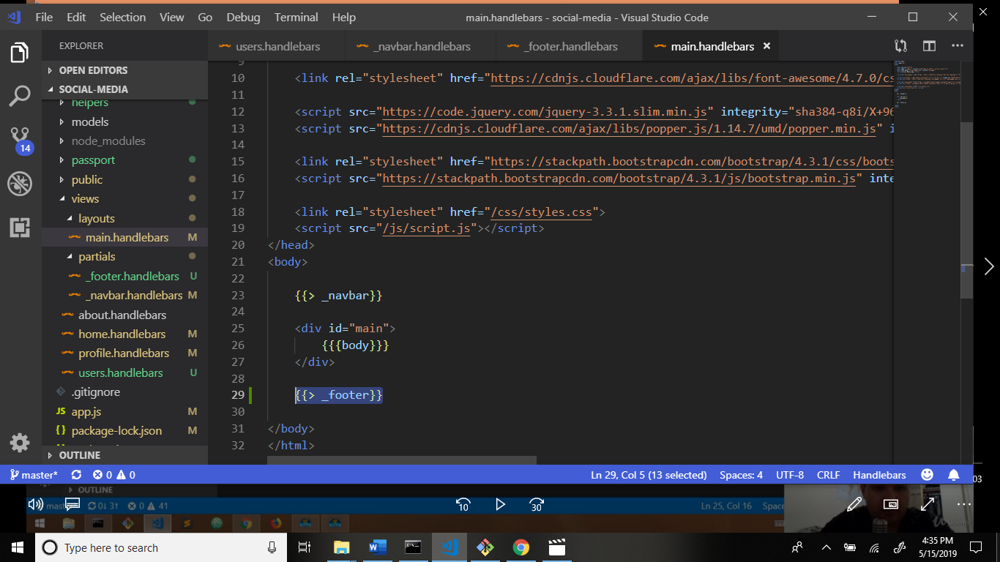 File Edit Selection View Go Debug Terminal Help
main.handlebars - social-media - Visual Studio Code
EXPLORER
users.handlebars
_navbar.handlebars
_footer.handlebars
main.handlebars
OPEN EDITORS
SOCIAL-MEDIA
helpers
models
node_modules
passport
public
views
layouts
main.handlebars M
partials
_footer.handlebars U
_navbar.handlebars M
about.handlebars
home.handlebars M
profile.handlebars M
users.handlebars U
.gitignore
JS app.js M
{} package-lock.json M
OUTLINE
14
9
10 <link rel="stylesheet" href="https://cdnjs.cloudflare.com/ajax/libs/font-awesome/4.7.0/cs
11
12 <script src="https://code.jquery.com/jquery-3.3.1.slim.min.js" integrity="sha384-q8i/X+96
13 <script src="https://cdnjs.cloudflare.com/ajax/libs/popper.js/1.14.7/umd/popper.min.js" i
14
15 <link rel="stylesheet" href="https://stackpath.bootstrapcdn.com/bootstrap/4.3.1/css/boots
16 <script src="https://stackpath.bootstrapcdn.com/bootstrap/4.3.1/js/bootstrap.min.js" inte
17
18 <link rel="stylesheet" href="/css/styles.css">
19 <script src="/js/script.js"></script>
20 </head>
21 <body>
22
23 {{> _navbar}}
24
25 <div id="main">
26 {{{body}}}
27 </div>
28
29 {{> _footer}}
30
31 </body>
32 </html>
master* 0 0
Ln 29, Col 5 (13 selected) Spaces: 4 UTF-8 CRLF Handlebars
03
OUTLINE
0↓ 3↑ 0 41
Ln 25, Col 16
10
30
Type here to search
4:35 PM
5/15/2019